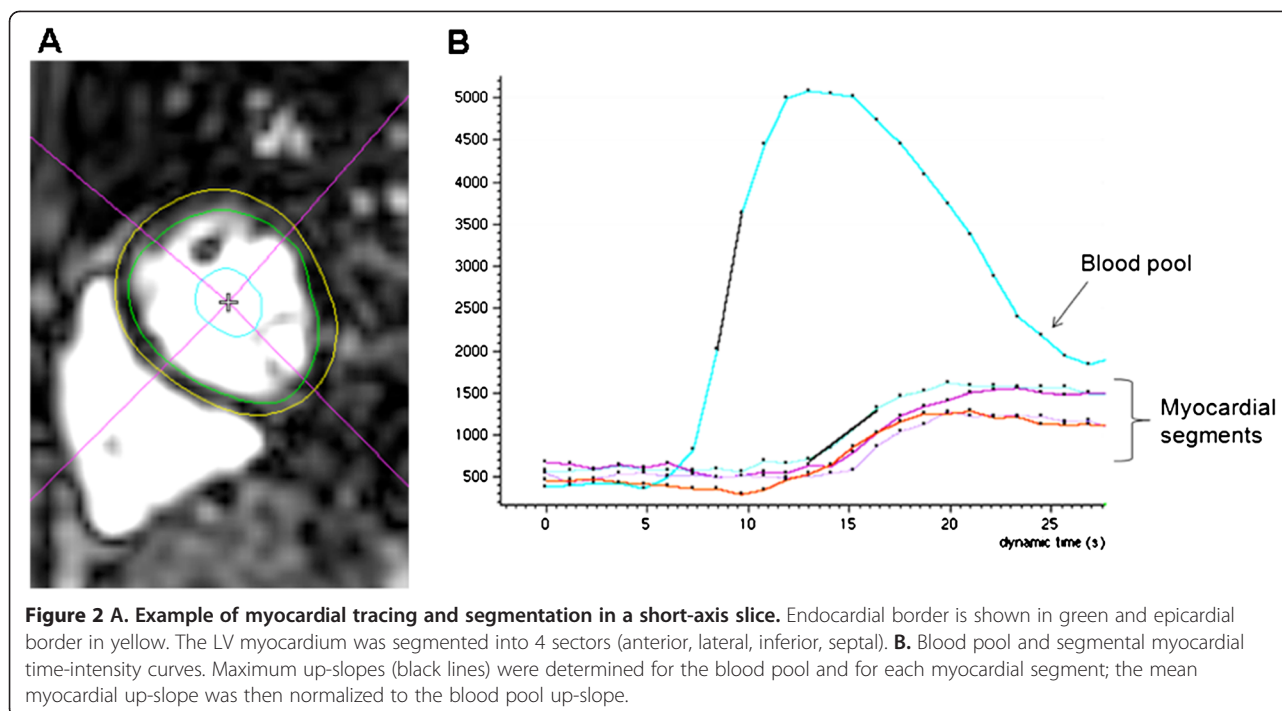 A
B
5000
4500
4000
3500
3000
2500
2000
1500
1000
500
0 5 10 15 20 25
dynamic time (s)
Blood pool
Myocardial
segments
Figure 2 A. Example of myocardial tracing and segmentation in a short-axis slice. Endocardial border is shown in green and epicardial
border in yellow. The LV myocardium was segmented into 4 sectors (anterior, lateral, inferior, septal). B. Blood pool and segmental myocardial
time-intensity curves. Maximum up-slopes (black lines) were determined for the blood pool and for each myocardial segment; the mean
myocardial up-slope was then normalized to the blood pool up-slope.